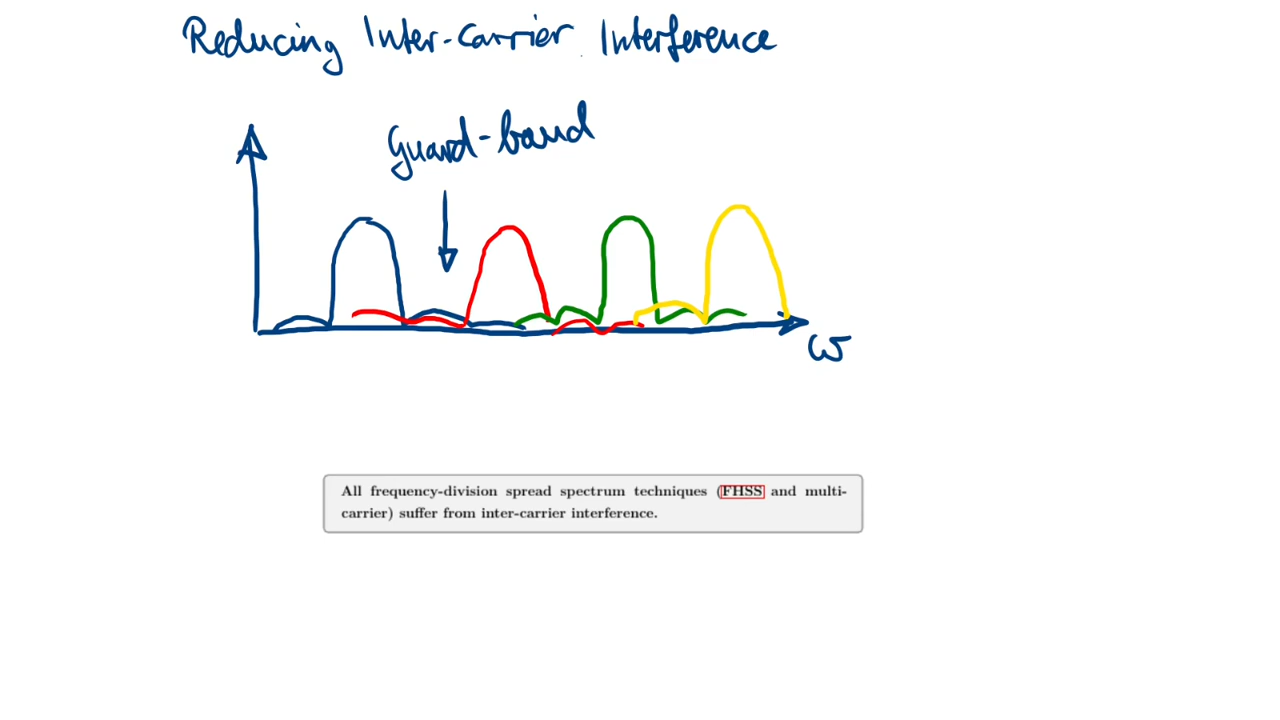 Reducing Inter-carrier Interference
Guard-band
ω
All frequency-division spread spectrum techniques (FHSS and multi-
carrier) suffer from inter-carrier interference.